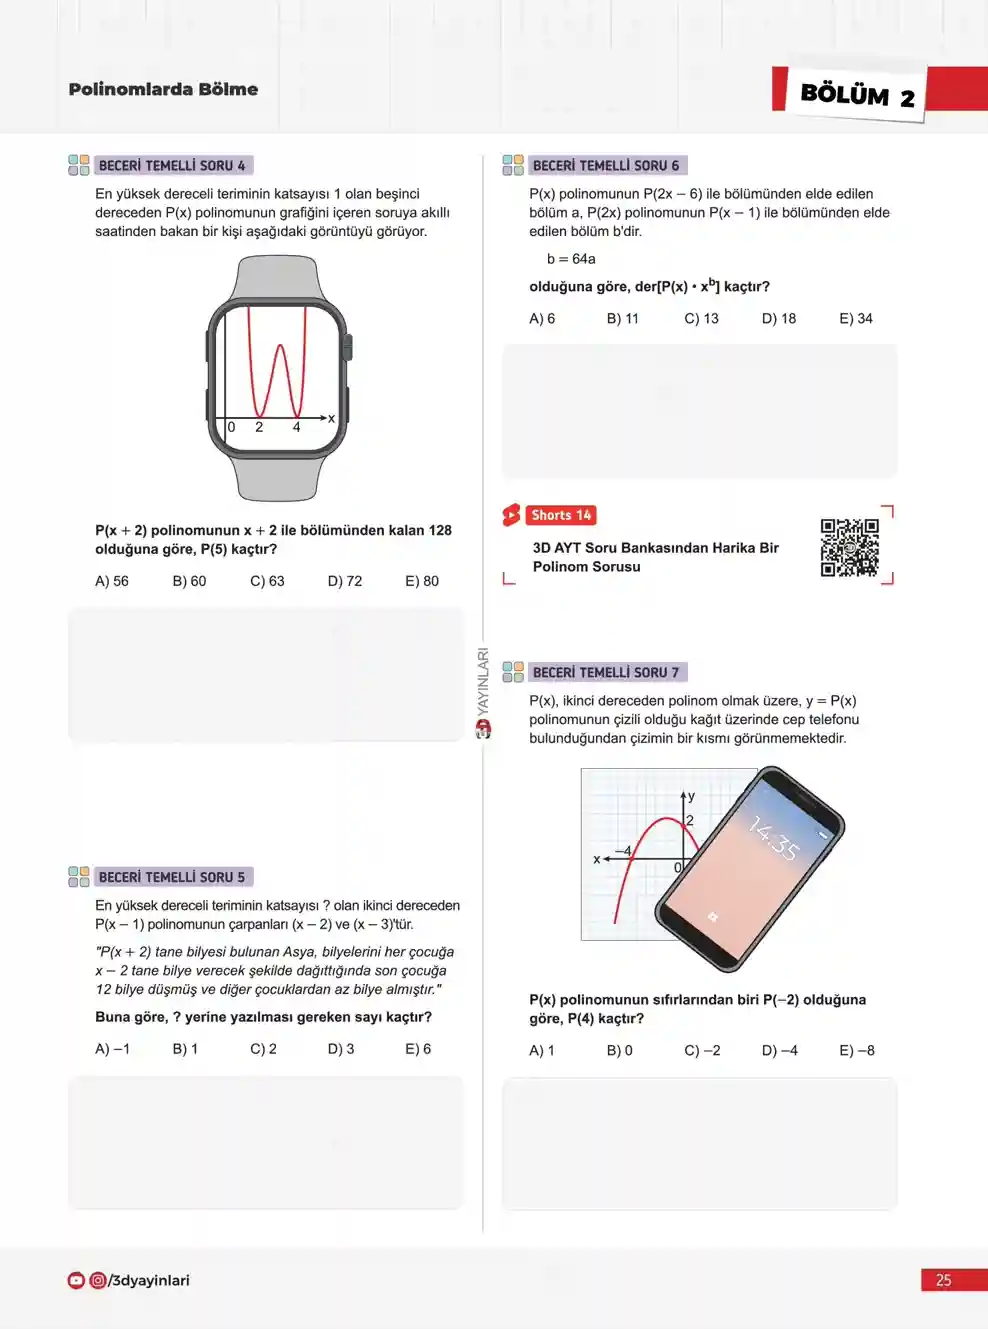 Polinomlarda Bölme
BÖLÜM 2
BECERİ TEMELLİ SORU 4
En yüksek dereceli teriminin katsayısı 1 olan beşinci
dereceden P(x) polinomunun grafiğini içeren soruya akıllı
saatinden bakan bir kişi aşağıdaki görüntüyü görüyor.
0 2 4 x
P(x + 2) polinomunun x + 2 ile bölümünden kalan 128
olduğuna göre, P(5) kaçtır?
A) 56 B) 60 C) 63 D) 72 E) 80
BECERİ TEMELLİ SORU 5
En yüksek dereceli teriminin katsayısı ? olan ikinci dereceden
P(x – 1) polinomunun çarpanları (x – 2) ve (x – 3)'tür.
"P(x + 2) tane bilyesi bulunan Asya, bilyelerini her çocuğa
x – 2 tane bilye verecek şekilde dağıttığında son çocuğa
12 bilye düşmüş ve diğer çocuklardan az bilye almıştır."
Buna göre, ? yerine yazılması gereken sayı kaçtır?
A) –1 B) 1 C) 2 D) 3 E) 6
3D YAYINLARI
BECERİ TEMELLİ SORU 6
P(x) polinomunun P(2x – 6) ile bölümünden elde edilen
bölüm a, P(2x) polinomunun P(x – 1) ile bölümünden elde
edilen bölüm b'dir.
b = 64a
olduğuna göre, der[P(x) • x^b] kaçtır?
A) 6 B) 11 C) 13 D) 18 E) 34
Shorts 14
3D AYT Soru Bankasından Harika Bir
Polinom Sorusu
BECERİ TEMELLİ SORU 7
P(x), ikinci dereceden polinom olmak üzere, y = P(x)
polinomunun çizili olduğu kağıt üzerinde cep telefonu
bulunduğundan çizimin bir kısmı görünmemektedir.
y
2
–4
x
0
14:35
P(x) polinomunun sıfırlarından biri P(–2) olduğuna
göre, P(4) kaçtır?
A) 1 B) 0 C) –2 D) –4 E) –8
/3dyayinlari
25